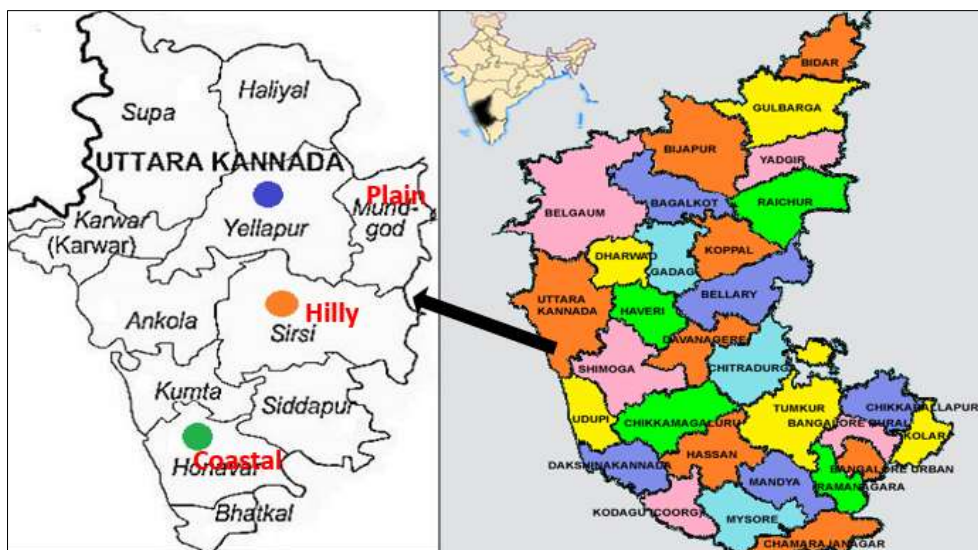 Haliyal
Supa
UTTARA KANNADA
Plain
Mund-
god
Karwar
(Karwar)
Yellapur
Hilly
Ankola
Sirsi
Kumta
Siddapur
Coastal
Honavar
Bhatkal
BIDAR
GULBARGA
BIJAPUR
YADGIR
BELGAUM
BAGALKOT
RAICHUR
DHARWAD
GADAG
KOPPAL
UTTARA
KANNADA
HAVERI
BELLARY
DAVANAGERE
SHIMOGA
CHITRADURGA
UDUPI
CHIKKAMAGALURU
TUMKUR
CHIKKABALLAPUR
BANGALORE RURAL
KOLAR
DAKSHINAKANNADA
HASSAN
MANDYA
BANGALORE URBAN
RAMANAGARA
KODAGU (COORG)
MYSORE
CHAMARAJANAGAR